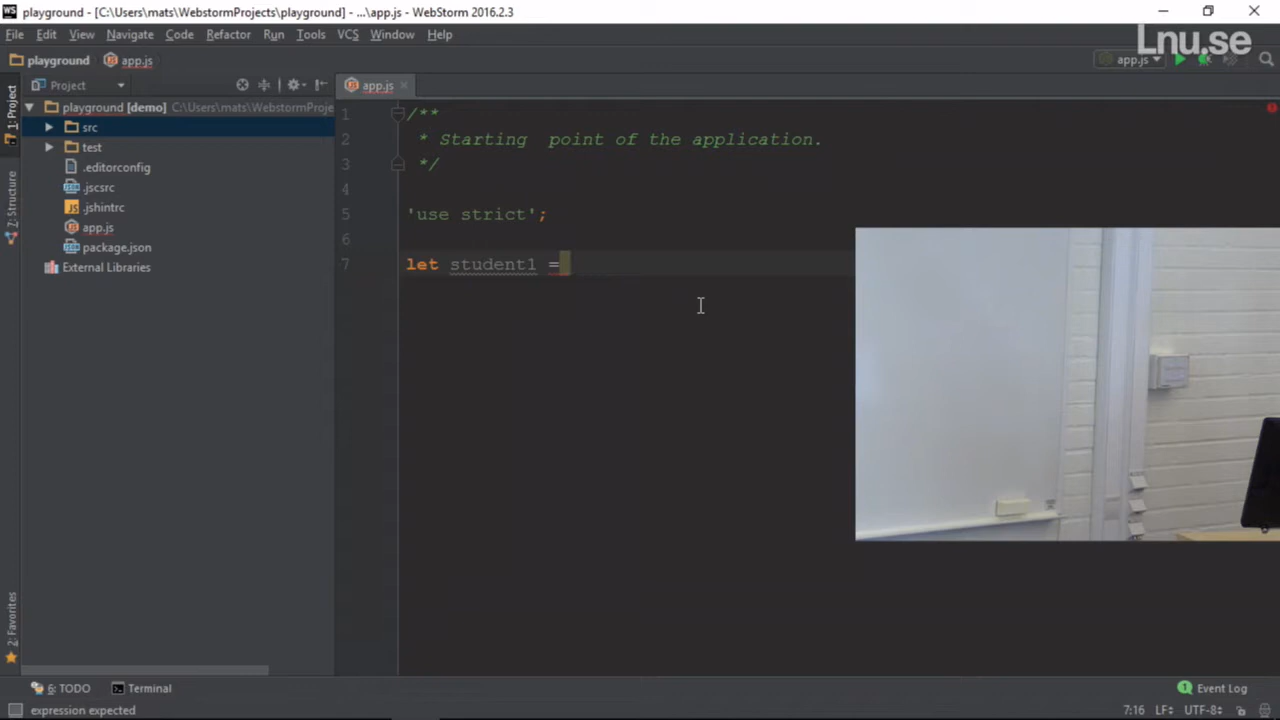 playground - [C:\Users\mats\WebstormProjects\playground] - ...\app.js - WebStorm 2016.2.3
File Edit View Navigate Code Refactor Run Tools VCS Window Help
Lnu.se
playground app.js
app.js
Project
app.js
1: Project
playground [demo] C:\Users\mats\WebstormProje
src
test
.editorconfig
.jscsrc
.jshintrc
app.js
package.json
External Libraries
7: Structure
2: Favorites
1 /**
2 * Starting  point of the application.
3 */
4
5 'use strict';
6
7 let student1 =
6: TODO Terminal
1 Event Log
expression expected
7:16 LF UTF-8